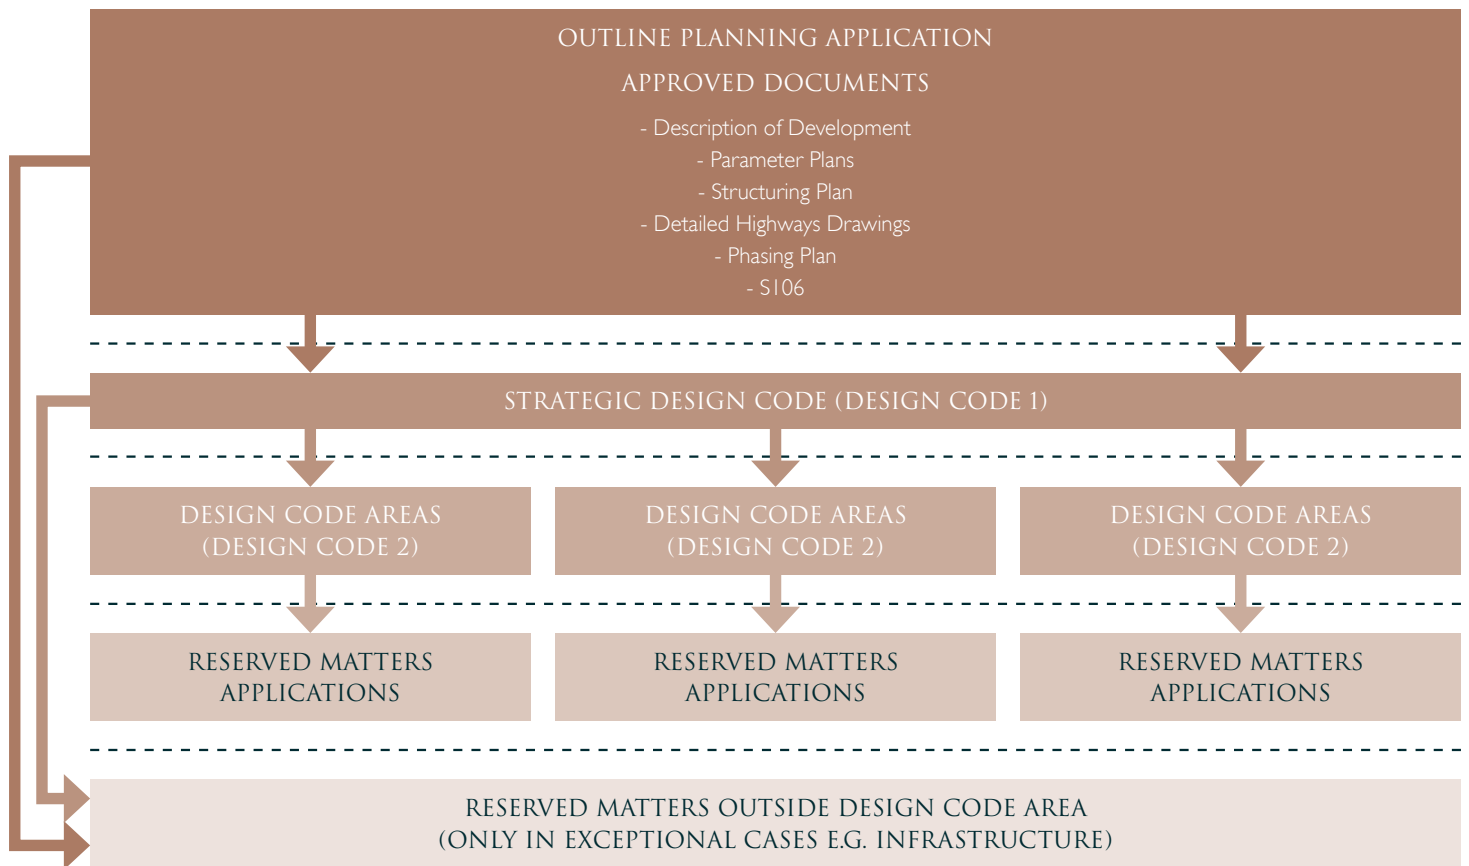 OUTLINE PLANNING APPLICATION
APPROVED DOCUMENTS
- Description of Development
- Parameter Plans
- Structuring Plan
- Detailed Highways Drawings
- Phasing Plan
- S106
STRATEGIC DESIGN CODE (DESIGN CODE 1)
DESIGN CODE AREAS
(DESIGN CODE 2)
DESIGN CODE AREAS
(DESIGN CODE 2)
DESIGN CODE AREAS
(DESIGN CODE 2)
RESERVED MATTERS
APPLICATIONS
RESERVED MATTERS
APPLICATIONS
RESERVED MATTERS
APPLICATIONS
RESERVED MATTERS OUTSIDE DESIGN CODE AREA
(ONLY IN EXCEPTIONAL CASES E.G. INFRASTRUCTURE)